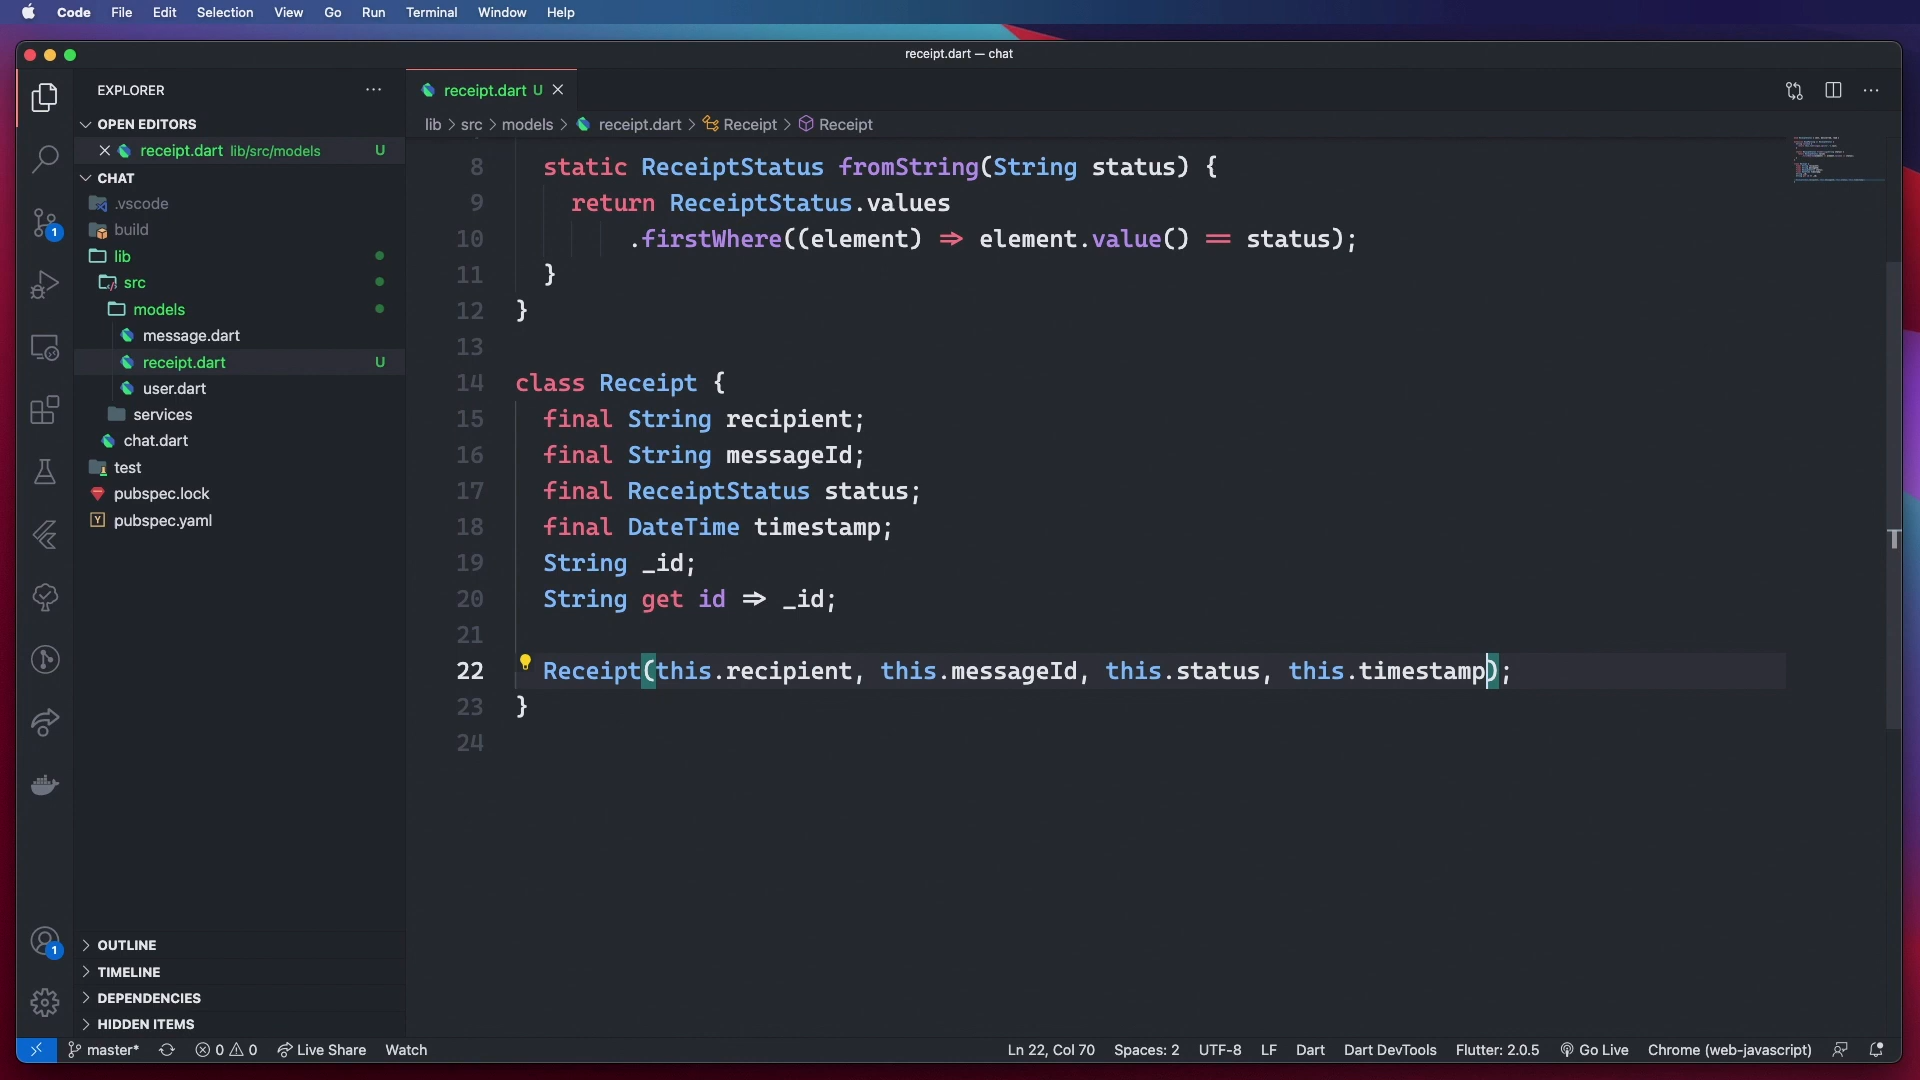 Code File Edit Selection View Go Run Terminal Window Help
receipt.dart — chat
EXPLORER
OPEN EDITORS
receipt.dart lib/src/models U
CHAT
.vscode
build
lib
src
models
message.dart
receipt.dart U
user.dart
services
chat.dart
test
pubspec.lock
pubspec.yaml
OUTLINE
TIMELINE
DEPENDENCIES
HIDDEN ITEMS
1
1
receipt.dart U
lib > src > models > receipt.dart > Receipt > Receipt
8 static ReceiptStatus fromString(String status) {
9 return ReceiptStatus.values
10 .firstWhere((element) => element.value() == status);
11 }
12 }
13
14 class Receipt {
15 final String recipient;
16 final String messageId;
17 final ReceiptStatus status;
18 final DateTime timestamp;
19 String _id;
20 String get id => _id;
21
22 Receipt(this.recipient, this.messageId, this.status, this.timestamp);
23 }
24
master* 0 0 Live Share Watch Ln 22, Col 70 Spaces: 2 UTF-8 LF Dart Dart DevTools Flutter: 2.0.5 Go Live Chrome (web-javascript)